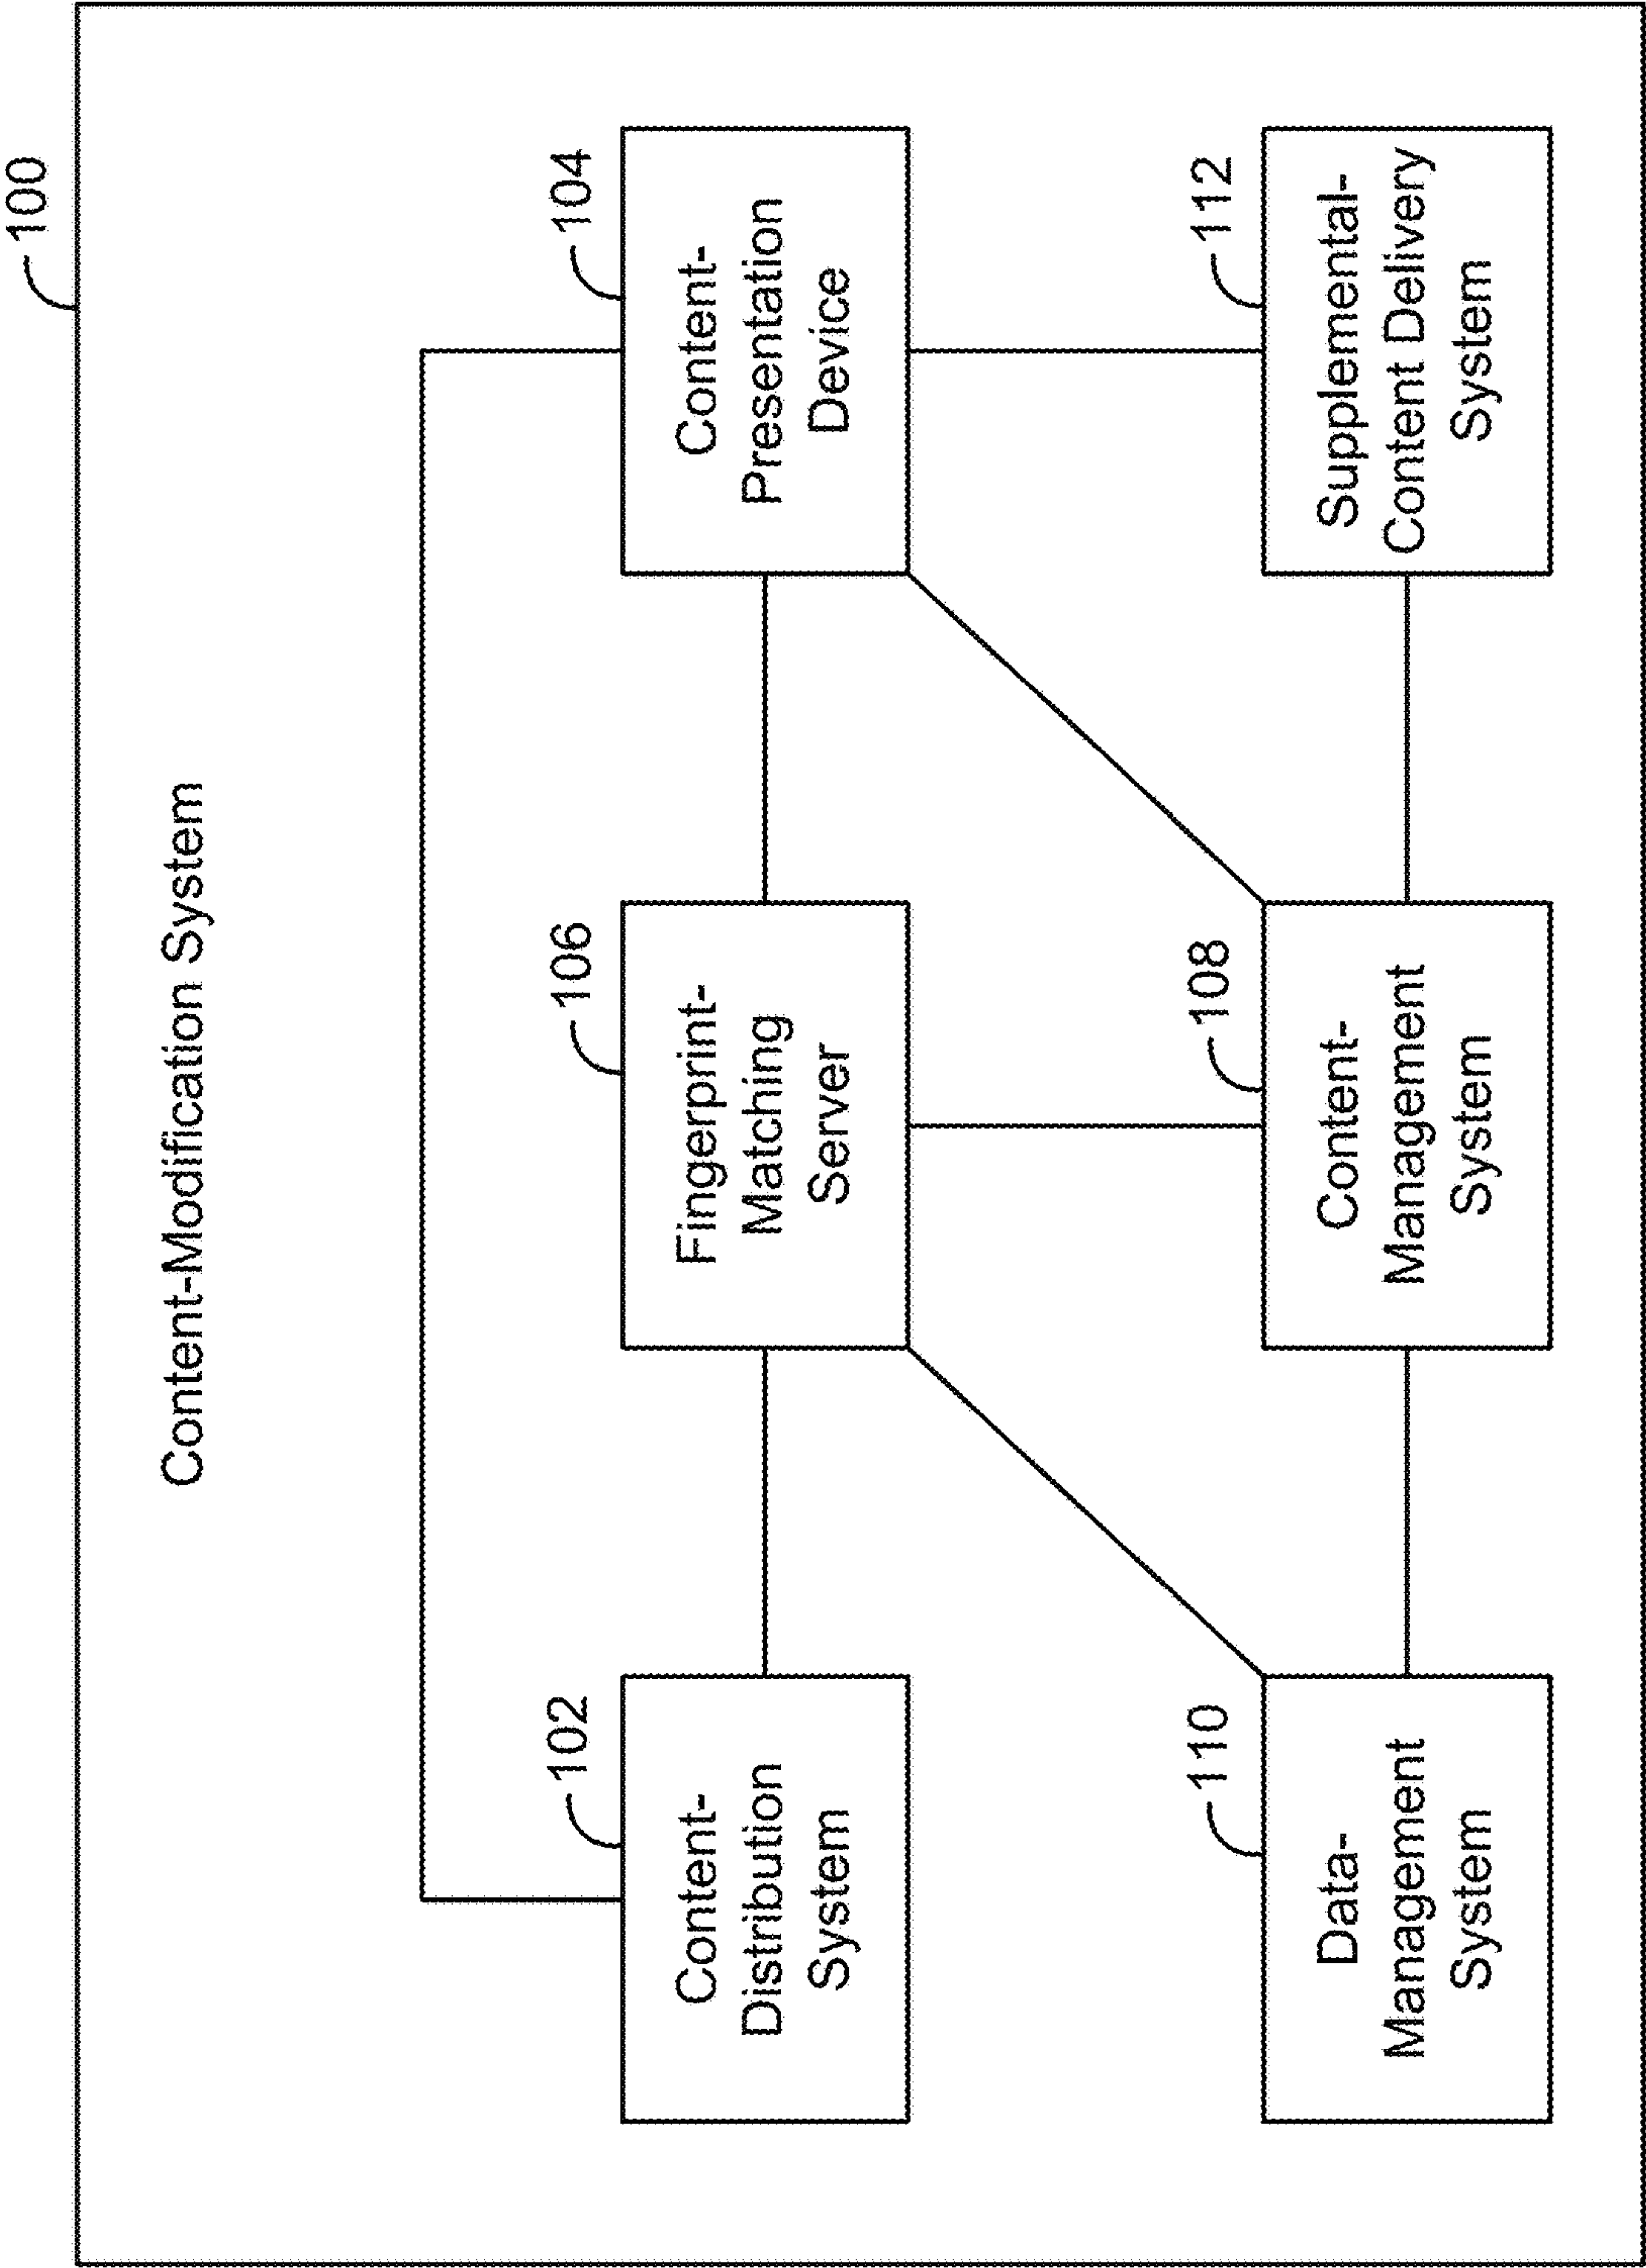 100
Content-Modification System
102
Content-
Distribution
System
106
Fingerprint-
Matching
Server
104
Content-
Presentation
Device
110
Data-
Management
System
108
Content-
Management
System
112
Supplemental-
Content Delivery
System